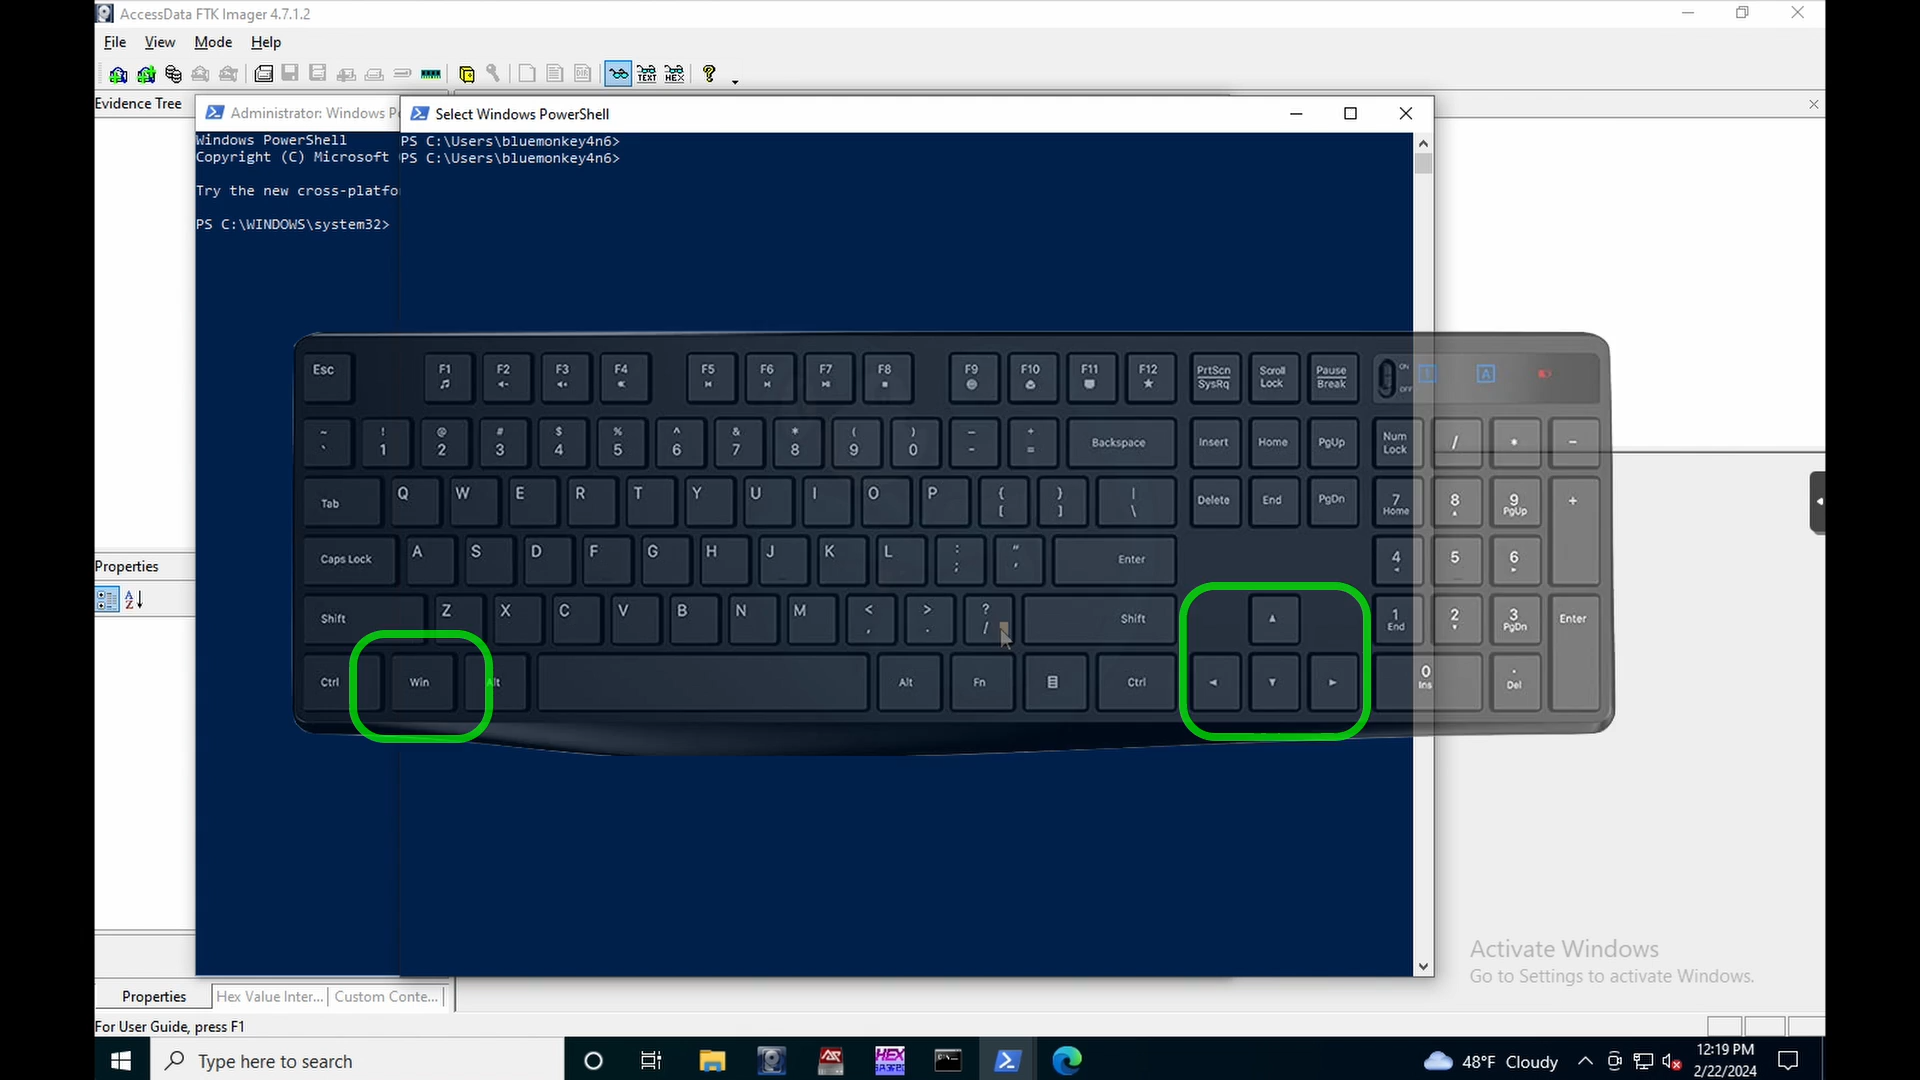 AccessData FTK Imager 4.7.1.2
File View Mode Help
TEXT HEX
Evidence Tree
Administrator: Windows P
Select Windows PowerShell
Windows PowerShell
Copyright (C) Microsoft
Try the new cross-platfo
PS C:\WINDOWS\system32>
PS C:\Users\bluemonkey4n6>
PS C:\Users\bluemonkey4n6>
Esc F1 F2 F3 F4 F5 F6 F7 F8 F9 F10 F11 F12 PrtScn SysRq Scroll Lock Pause Break ON OFF 1 A
~ ` ! 1 @ 2 # 3 $ 4 % 5 ^ 6 & 7 * 8 ( 9 ) 0 _ - + = Backspace Insert Home PgUp Num Lock / * -
Tab Q W E R T Y U I O P { [ } ] | \ Delete End PgDn 7 Home 8 9 PgUp +
Caps Lock A S D F G H J K L : ; " ' Enter 4 5 6
Shift Z X C V B N M < , > . ? / Shift 1 End 2 3 PgDn Enter
Ctrl Win Alt Alt Fn Ctrl 0 Ins . Del
Properties
A Z
Properties Hex Value Inter... Custom Conte...
For User Guide, press F1
Activate Windows
Go to Settings to activate Windows.
Type here to search
HEX
48°F Cloudy
12:19 PM
2/22/2024